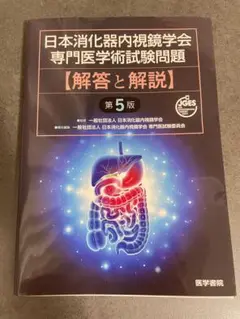 日本消化器内視鏡学会
専門医学術試験問題
【解答と解説】
第5版
JGES
●監修 一般社団法人 日本消化器内視鏡学会
一般社団法人 日本消化器内視鏡学会 専門医試験委員会
医学書院